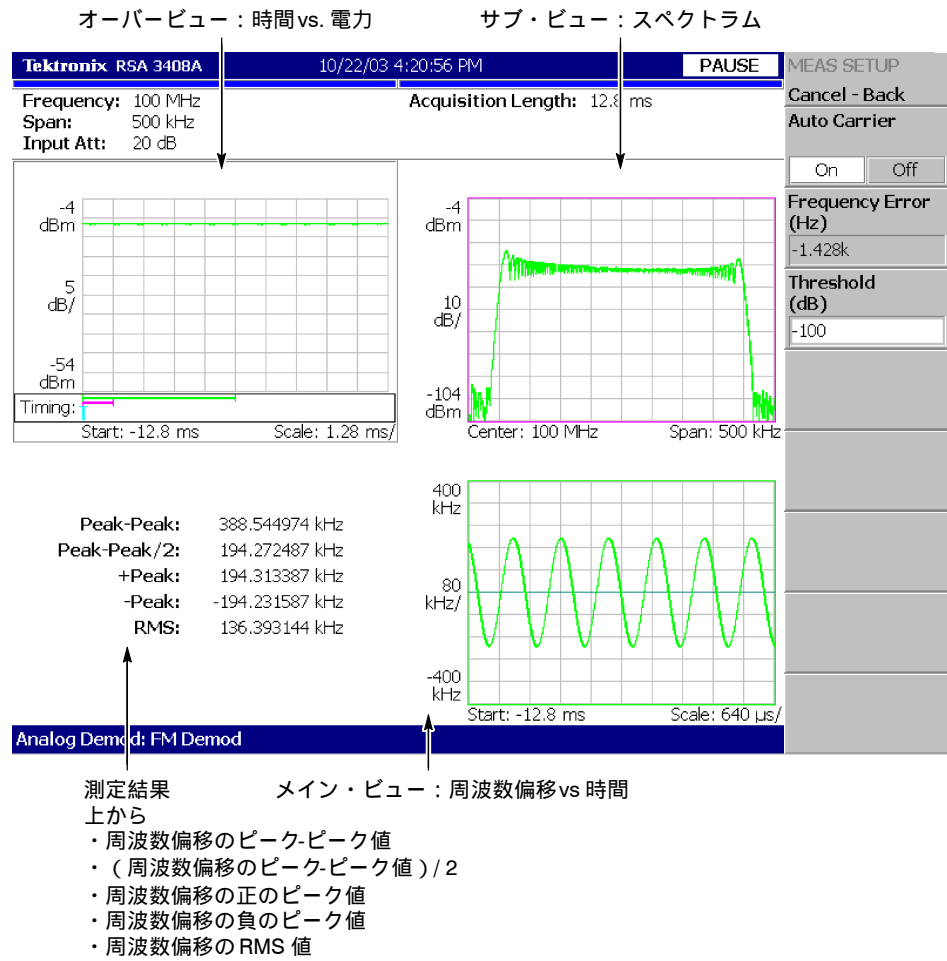 オーバービュー：時間 vs. 電力
サブ・ビュー：スペクトラム
Tektronix RSA 3408A
10/22/03 4:20:56 PM
PAUSE
MEAS SETUP
Frequency: 100 MHz
Span: 500 kHz
Input Att: 20 dB
Acquisition Length: 12.8 ms
Cancel - Back
Auto Carrier
On Off
Frequency Error
(Hz)
-1.428k
Threshold
(dB)
-100
-4
dBm
5
dB/
-54
dBm
Timing:
Start: -12.8 ms
Scale: 1.28 ms/
-4
dBm
10
dB/
-104
dBm
Center: 100 MHz
Span: 500 kHz
Peak-Peak: 388.544974 kHz
Peak-Peak/2: 194.272487 kHz
+Peak: 194.313387 kHz
-Peak: -194.231587 kHz
RMS: 136.393144 kHz
400
kHz
80
kHz/
-400
kHz
Start: -12.8 ms
Scale: 640 µs/
Analog Demod: FM Demod
測定結果
上から
・周波数偏移のピーク-ピーク値
・（周波数偏移のピーク-ピーク値）/ 2
・周波数偏移の正のピーク値
・周波数偏移の負のピーク値
・周波数偏移の RMS 値
メイン・ビュー：周波数偏移 vs 時間